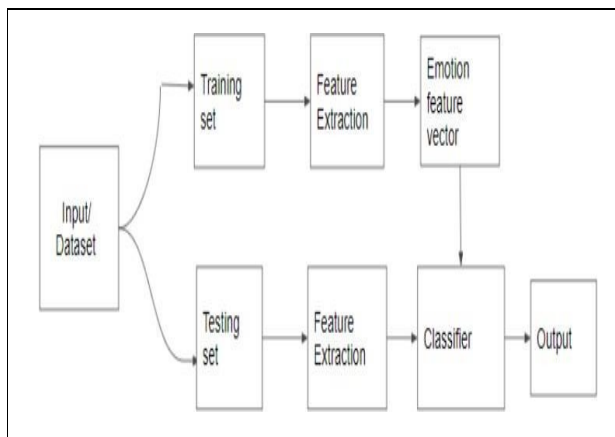 Input/
Dataset
Training
set
Feature
Extraction
Emotion
feature
vector
Testing
set
Feature
Extraction
Classifier
Output